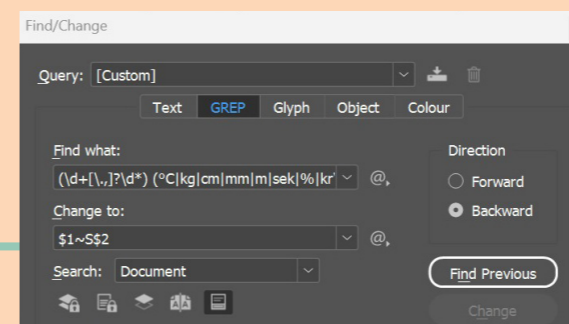 Find/Change
Query: [Custom]
Text GREP Glyph Object Colour
Find what:
(\d+[\.,]?\d*) (°C|kg|cm|mm|m|sek|%|kr
@,
Change to:
$1~S$2
@,
Search: Document
Direction
Forward
Backward
Find Previous
Change